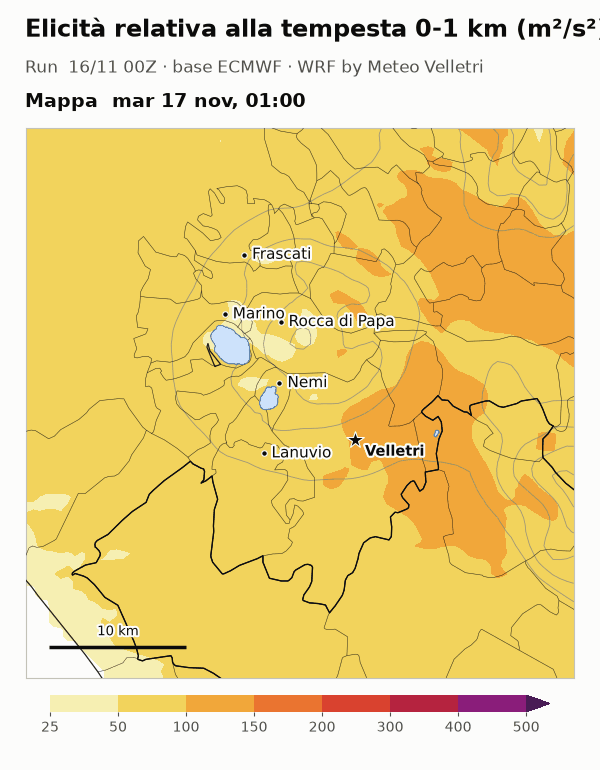 Elicità relativa alla tempesta 0-1 km (m²/s²)
Run  16/11 00Z · base ECMWF · WRF by Meteo Velletri
Mappa  mar 17 nov, 01:00
Frascati
Marino
Rocca di Papa
Nemi
Lanuvio
Velletri
10 km
25 50 100 150 200 300 400 500